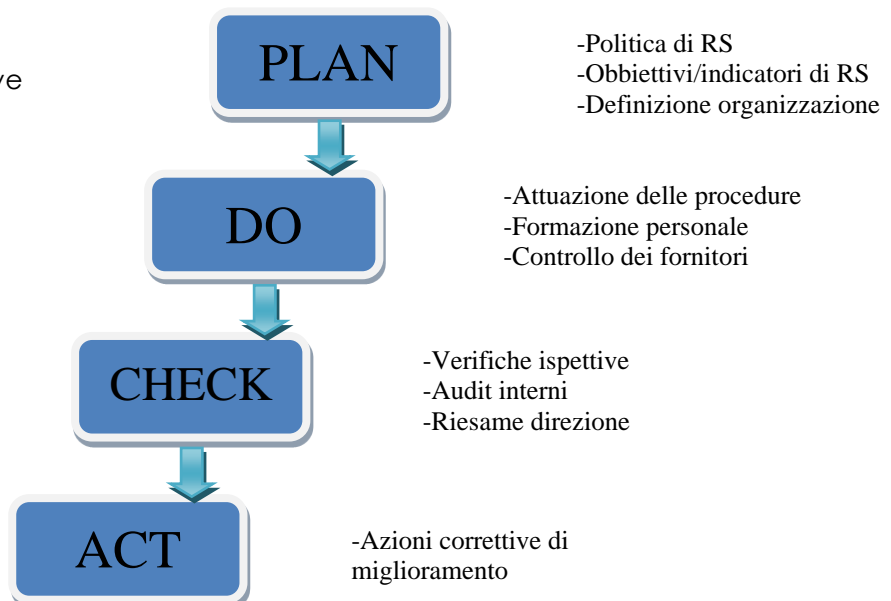 PLAN
-Politica di RS
-Obbiettivi/indicatori di RS
-Definizione organizzazione
ve
DO
-Attuazione delle procedure
-Formazione personale
-Controllo dei fornitori
CHECK
-Verifiche ispettive
-Audit interni
-Riesame direzione
ACT
-Azioni correttive di
miglioramento